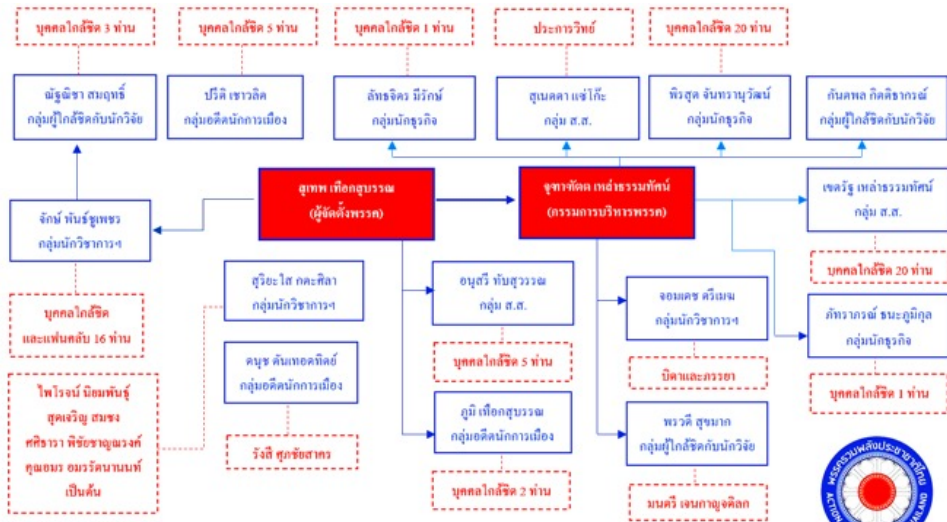 บุคคลใกล้ชิด 3 ท่าน
บุคคลใกล้ชิด 5 ท่าน
บุคคลใกล้ชิด 1 ท่าน
ประการวิทย์
บุคคลใกล้ชิด 20 ท่าน
ณัฐณิชา สมฤทธิ์
กลุ่มผู้ใกล้ชิดกับนักวิจัย
ปรีดิ เชาวลิต
กลุ่มอดีตนักการเมือง
ลัทธจิตร มีรักษ์
กลุ่มนักธุรกิจ
สุเนตตา แซ่โก๊ะ
กลุ่ม ส.ส.
พิรสุต จันทรานุวัฒน์
กลุ่มนักธุรกิจ
กันตพล กิตติธากรณ์
กลุ่มผู้ใกล้ชิดกับนักวิจัย
สุเทพ เทือกสุบรรณ
(ผู้จัดตั้งพรรค)
จุฑาฑัตต เหล่าธรรมทัศน์
(กรรมการบริหารพรรค)
เขตรัฐ เหล่าธรรมทัศน์
กลุ่ม ส.ส.
บุคคลใกล้ชิด 20 ท่าน
จักษ์ พันธ์ชูเพชร
กลุ่มนักวิชาการฯ
บุคคลใกล้ชิด
และแฟนคลับ 16 ท่าน
สุริยะใส กตะศิลา
กลุ่มนักวิชาการฯ
อนุสรี ทับสุวรรณ
กลุ่ม ส.ส.
บุคคลใกล้ชิด 5 ท่าน
จอมเดช ตรีเมฆ
กลุ่มนักวิชาการฯ
บิดาและภรรยา
ภัทราภรณ์ ธนะภูมิกุล
กลุ่มนักธุรกิจ
บุคคลใกล้ชิด 1 ท่าน
ดนุช ตันเทอดทิตย์
กลุ่มอดีตนักการเมือง
รังสี ศุภชัยสาคร
ไพโรจน์ นิยมพันธุ์
สุดเจริญ สมชง
ศศิธารา พิชัยชาญณรงค์
คุณอมร อมรรัตนานนท์
เป็นต้น
ภูมิ เทือกสุบรรณ
กลุ่มอดีตนักการเมือง
บุคคลใกล้ชิด 2 ท่าน
พรวดี สุขมาก
กลุ่มผู้ใกล้ชิดกับนักวิจัย
มนตรี เจนกาญจดิลก
พรรครวมพลังประชาชาติไทย